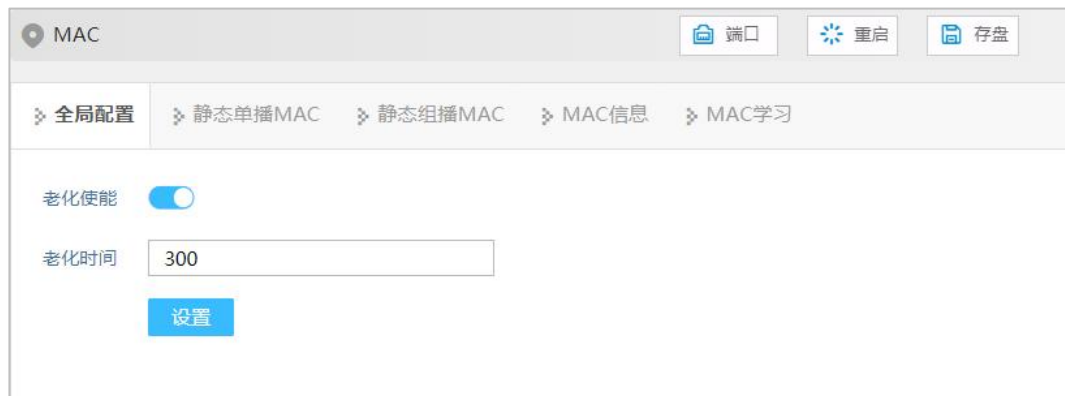 MAC 端口 重启 存盘
全局配置 静态单播MAC 静态组播MAC MAC信息 MAC学习
老化使能
老化时间 300
设置